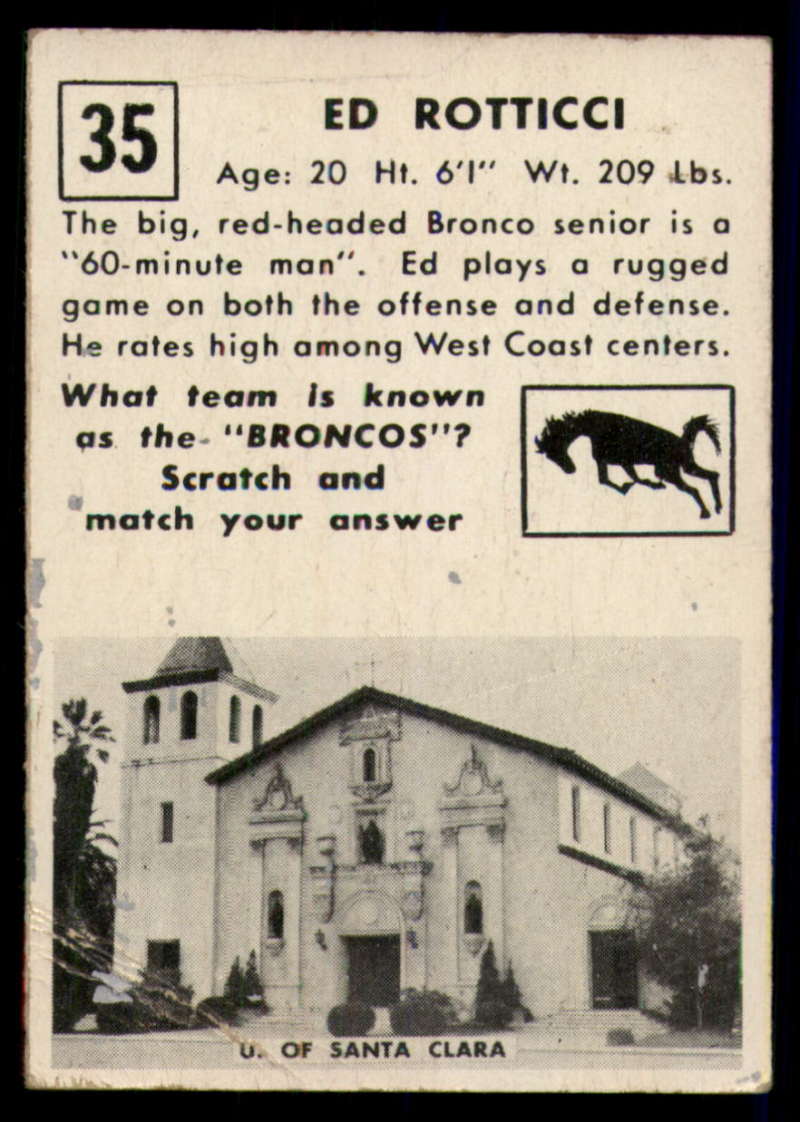 35
ED ROTTICCI
Age: 20 Ht. 6'1" Wt. 209 Lbs.
The big, red-headed Bronco senior is a
"60-minute man". Ed plays a rugged
game on both the offense and defense.
He rates high among West Coast centers.
What team is known
as the "BRONCOS"?
Scratch and
match your answer
U. OF SANTA CLARA